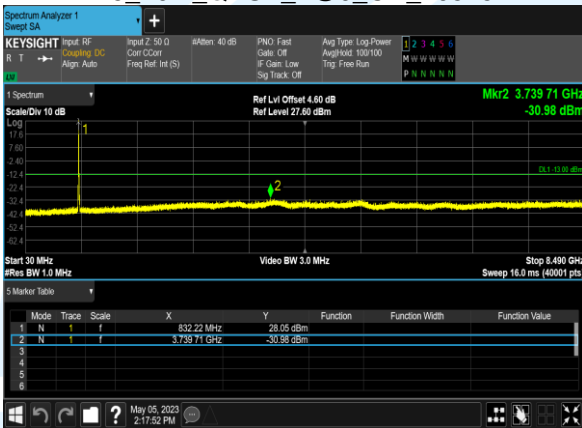 Spectrum Analyzer 1
Swept SA
+
KEYSIGHT
R T
LV
Input: RF
Coupling: DC
Align: Auto
Input Z: 50 Ω
Corr CCorr
Freq Ref: Int (S)
#Atten: 40 dB
PNO: Fast
Gate: Off
IF Gain: Low
Sig Track: Off
Avg Type: Log-Power
Avg|Hold: 100/100
Trig: Free Run
1 2 3 4 5 6
M W W W W W
P N N N N N
1 Spectrum
Scale/Div 10 dB
Ref Lvl Offset 4.60 dB
Ref Level 27.60 dBm
Mkr2 3.739 71 GHz
-30.98 dBm
Log
17.6
7.60
-2.40
-12.4
-22.4
-32.4
-42.4
-52.4
-62.4
1
2
DL1 -13.00 dBm
Start 30 MHz
#Res BW 1.0 MHz
Video BW 3.0 MHz
Stop 8.490 GHz
Sweep 16.0 ms (40001 pts)
5 Marker Table
Mode Trace Scale X Y Function Function Width Function Value
1 N 1 f 832.22 MHz 28.05 dBm
2 N 1 f 3.739 71 GHz -30.98 dBm
3
4
5
6
?
May 05, 2023
2:17:52 PM